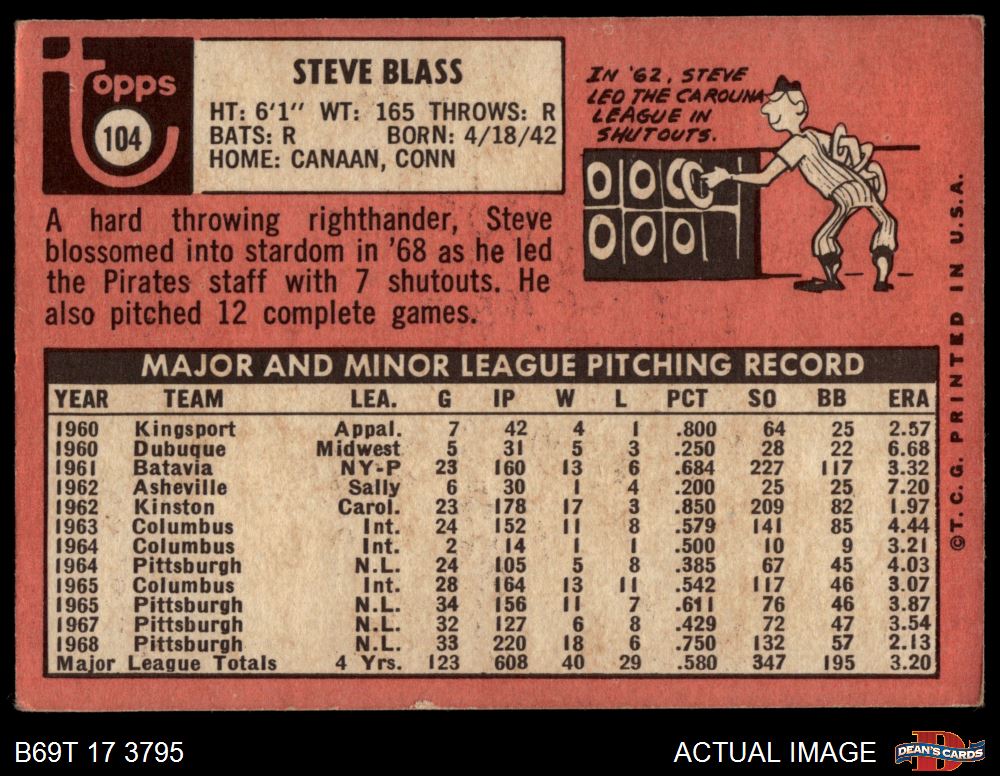 topps
104
STEVE BLASS
HT: 6'1" WT: 165 THROWS: R
BATS: R BORN: 4/18/42
HOME: CANAAN, CONN
IN '62, STEVE
LED THE CAROLINA
LEAGUE IN
SHUTOUTS.
0 0 0 0
0 0 0
A hard throwing righthander, Steve
blossomed into stardom in '68 as he led
the Pirates staff with 7 shutouts. He
also pitched 12 complete games.
MAJOR AND MINOR LEAGUE PITCHING RECORD
YEAR TEAM LEA. G IP W L PCT SO BB ERA
1960 Kingsport Appal. 7 42 4 1 .800 64 25 2.57
1960 Dubuque Midwest 5 31 5 3 .250 28 22 6.68
1961 Batavia NY-P 23 160 13 6 .684 227 117 3.32
1962 Asheville Sally 6 30 1 4 .200 25 25 7.20
1962 Kinston Carol. 23 178 17 3 .850 209 82 1.97
1963 Columbus Int. 24 152 11 8 .579 141 85 4.44
1964 Columbus Int. 2 14 1 1 .500 10 9 3.21
1964 Pittsburgh N.L. 24 105 5 8 .385 67 45 4.03
1965 Columbus Int. 28 164 13 11 .542 117 46 3.07
1965 Pittsburgh N.L. 34 156 11 7 .611 76 46 3.87
1967 Pittsburgh N.L. 32 127 6 8 .429 72 47 3.54
1968 Pittsburgh N.L. 33 220 18 6 .750 132 57 2.13
Major League Totals 4 Yrs. 123 608 40 29 .580 347 195 3.20
©T. C. G. PRINTED IN U.S.A.
B69T 17 3795
ACTUAL IMAGE
DEAN'S CARDS